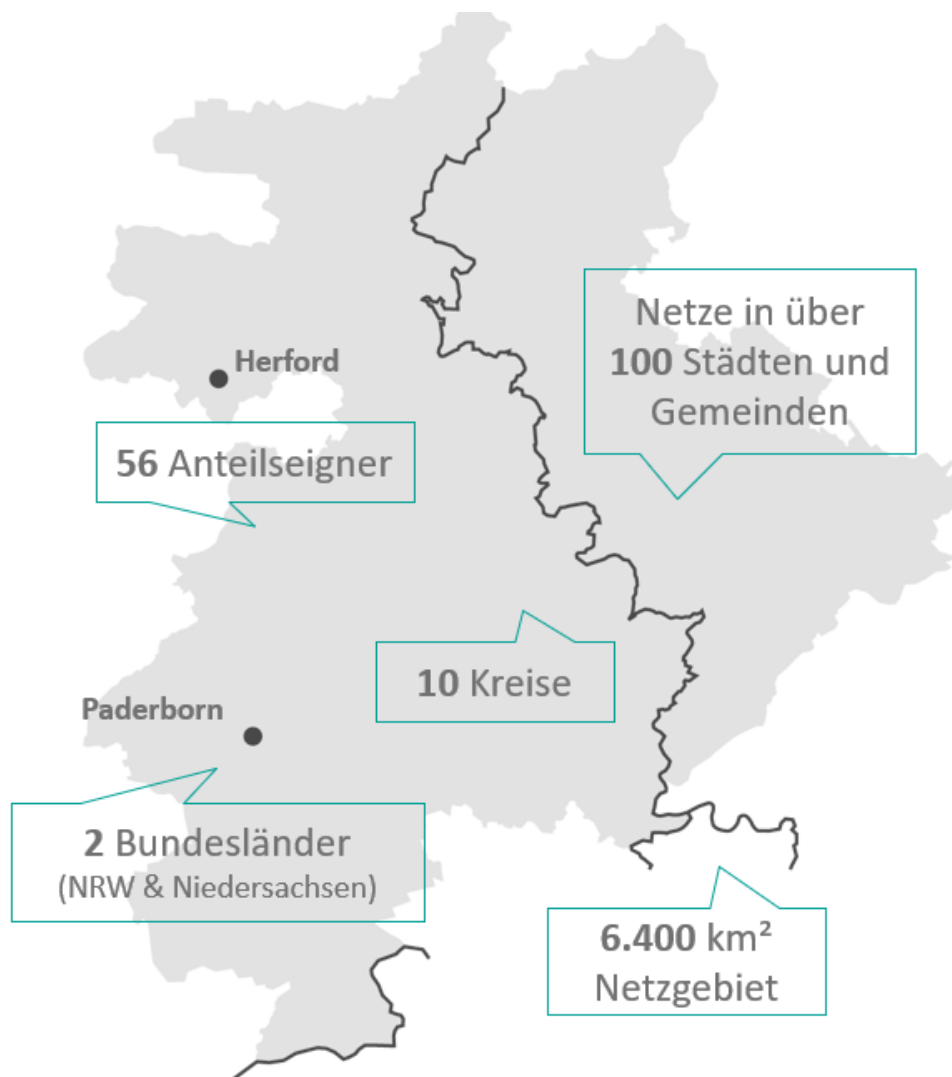 Netze in über
100 Städten und
Gemeinden
Herford
56 Anteilseigner
10 Kreise
Paderborn
2 Bundesländer
(NRW & Niedersachsen)
6.400 km²
Netzgebiet